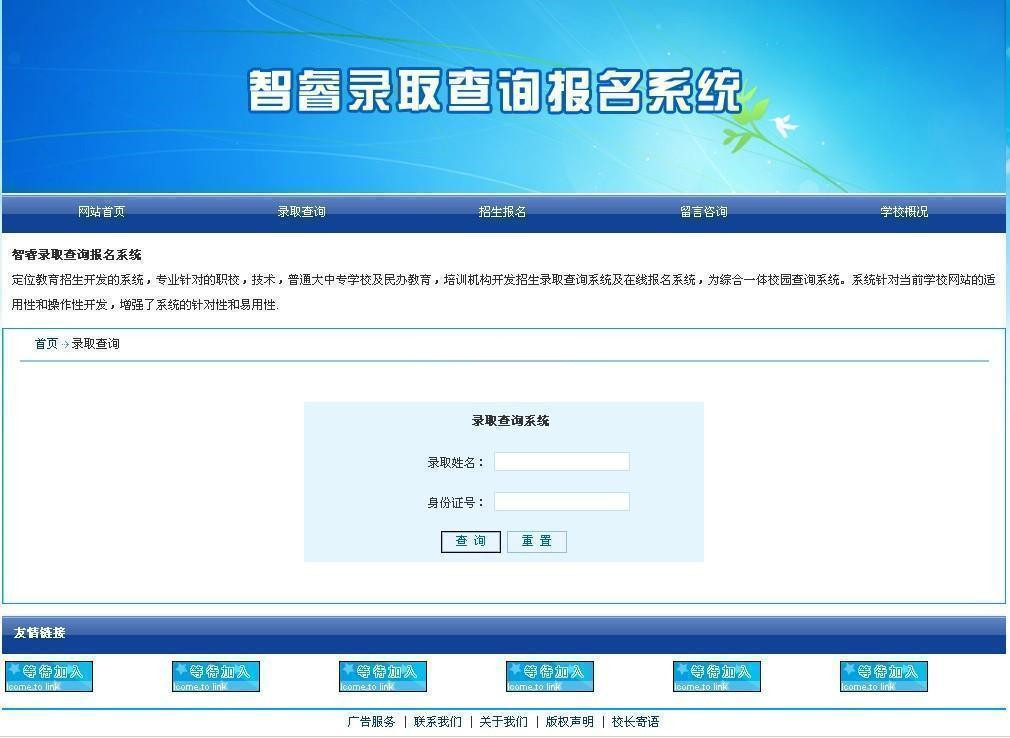 智睿录取查询报名系统
网站首页 录取查询 招生报名 留言咨询 学校概况
智睿录取查询报名系统
定位教育招生开发的系统，专业针对的职校，技术，普通大中专学校及民办教育，培训机构开发招生录取查询系统及在线报名系统，为综合一体校园查询系统。系统针对当前学校网站的适
用性和操作性开发，增强了系统的针对性和易用性.
首页→录取查询
录取查询系统
录取姓名：
身份证号：
查 询 重 置
友情链接
等待加入 等待加入 等待加入 等待加入 等待加入 等待加入
lcome.to link lcome.to link lcome.to link lcome.to link lcome.to link lcome.to link
广告服务 | 联系我们 | 关于我们 | 版权声明 | 校长寄语